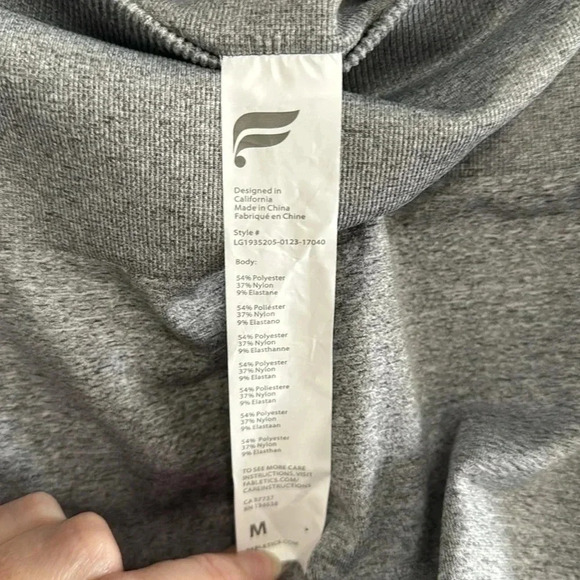 Designed in
California
Made in China
Fabriqué en Chine
Style #
LG1935205-0123-17040
Body:
54% Polyester
37% Nylon
9% Elastane
54% Poliéster
37% Nylon
9% Elastano
54% Polyester
37% Nylon
9% Elasthanne
54% Polyester
37% Nylon
9% Elastan
54% Poliestere
37% Nylon
9% Elastan
54% Polyester
37% Nylon
9% Elastaan
54% Polyester
37% Nylon
9% Elasthan
TO SEE MORE CARE
INSTRUCTIONS, VISIT
FABLETICS.COM/
CAREINSTRUCTIONS
CA
RN
M